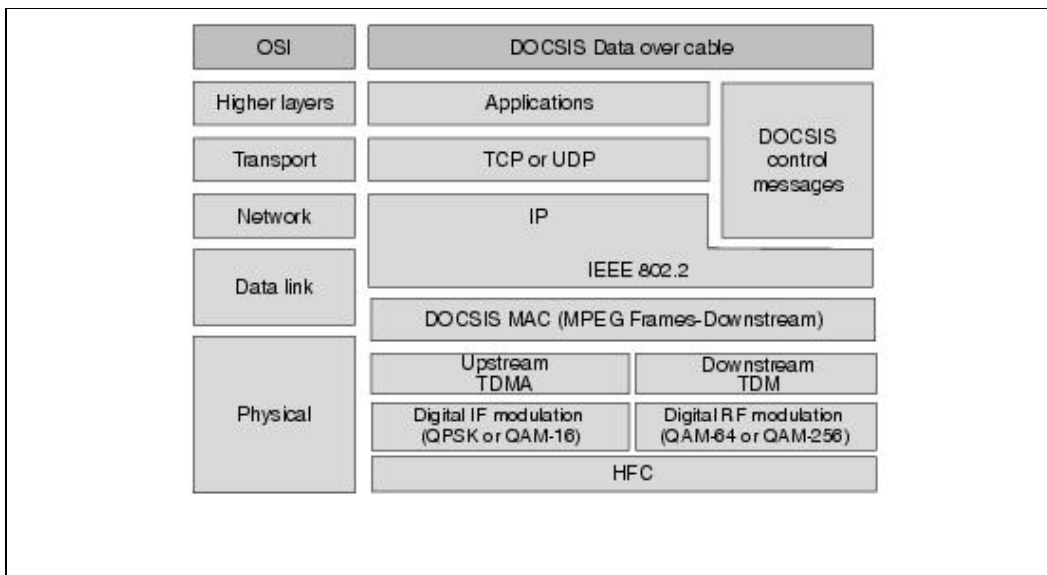 OSI
DOCSIS Data over cable
Higher layers
Applications
DOCSIS
control
messages
Transport
TCP or UDP
Network
IP
IEEE 802.2
Data link
DOCSIS MAC (MPEG Frames-Downstream)
Physical
Upstream
TDMA
Downstream
TDM
Digital IF modulation
(QPSK or QAM-16)
Digital RF modulation
(QAM-64 or QAM-256)
HFC